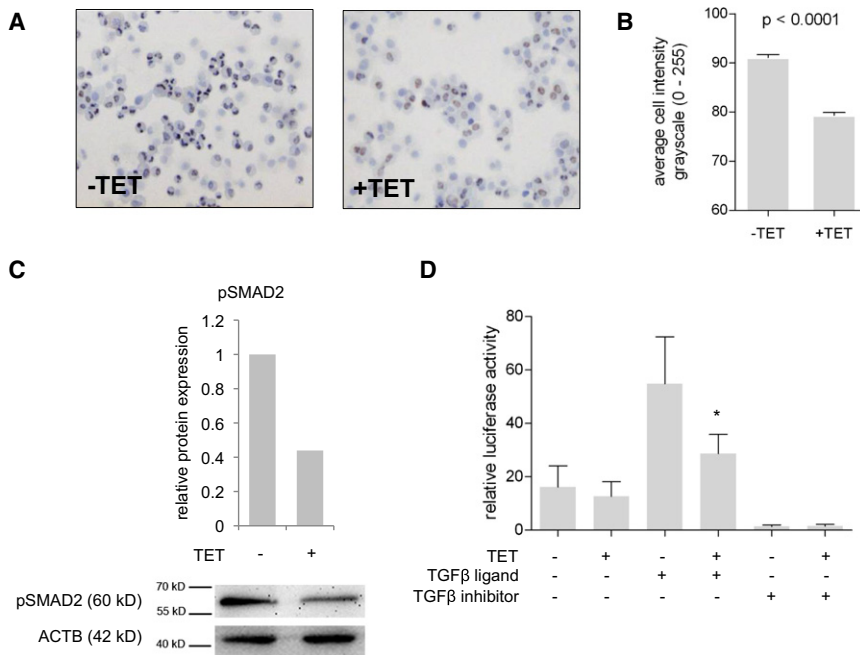 A
-TET
+TET
B
p < 0.0001
average cell intensity
grayscale (0 - 255)
100
90
80
70
60
-TET
+TET
C
pSMAD2
relative protein expression
1.2
1
0.8
0.6
0.4
0.2
0
TET - +
pSMAD2 (60 kD)
70 kD
55 kD
ACTB (42 kD)
40 kD
D
relative luciferase activity
80
60
40
20
0
*
TET - + - + - +
TGFβ ligand - - + + - -
TGFβ inhibitor - - - - + +